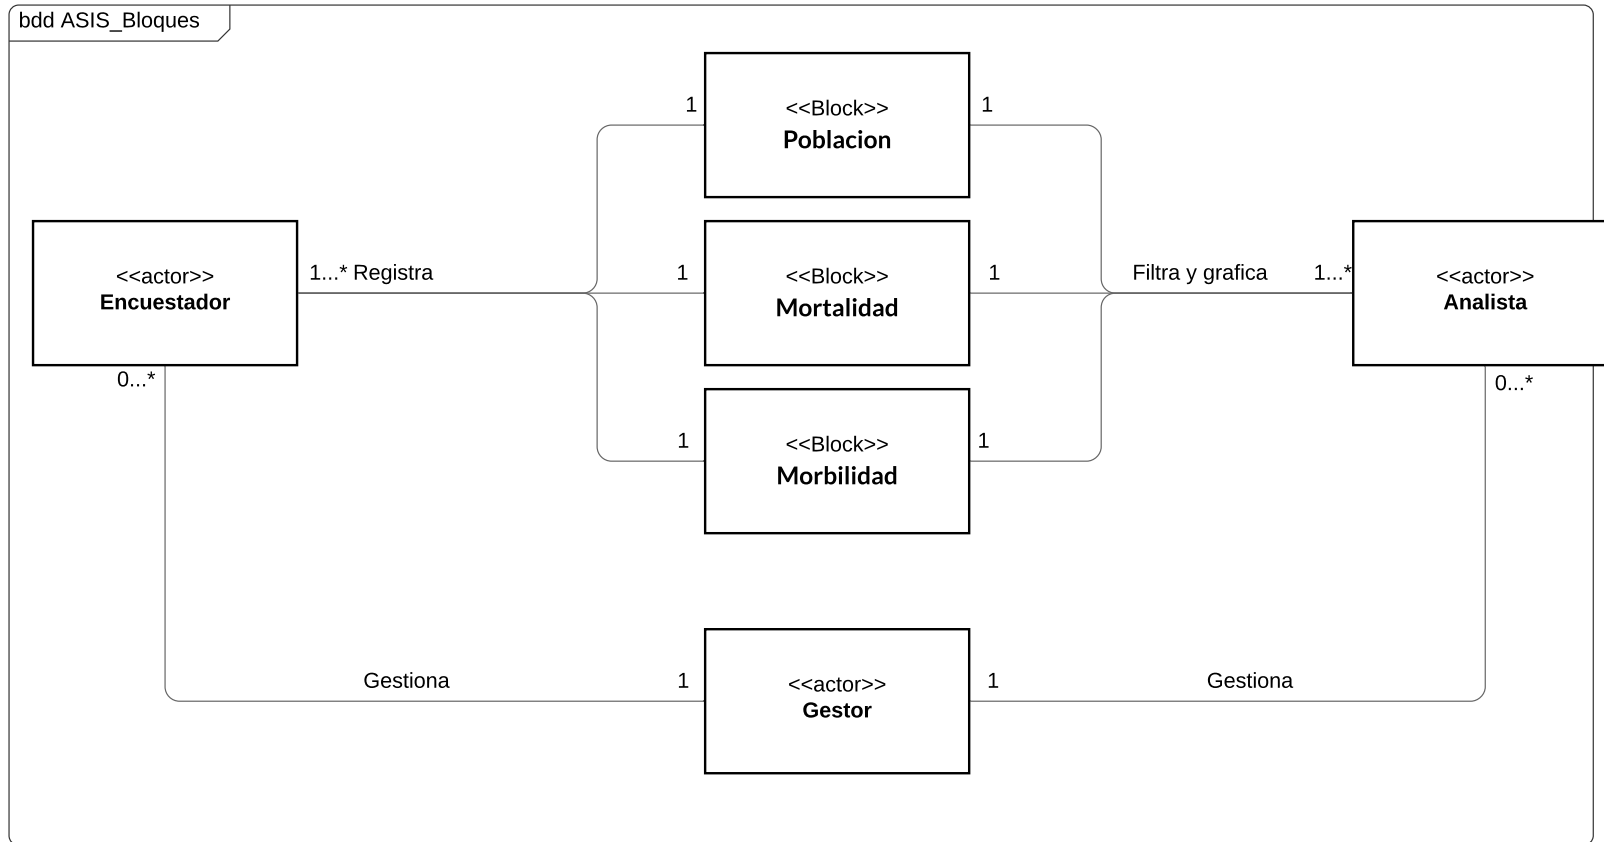 bdd ASIS_Bloques
1
<<Block>>
Poblacion
1
<<actor>>
Encuestador
1...* Registra
1
<<Block>>
Mortalidad
1
Filtra y grafica
1...*
<<actor>>
Analista
0...*
0...*
1
<<Block>>
Morbilidad
1
Gestiona
1
<<actor>>
Gestor
1
Gestiona